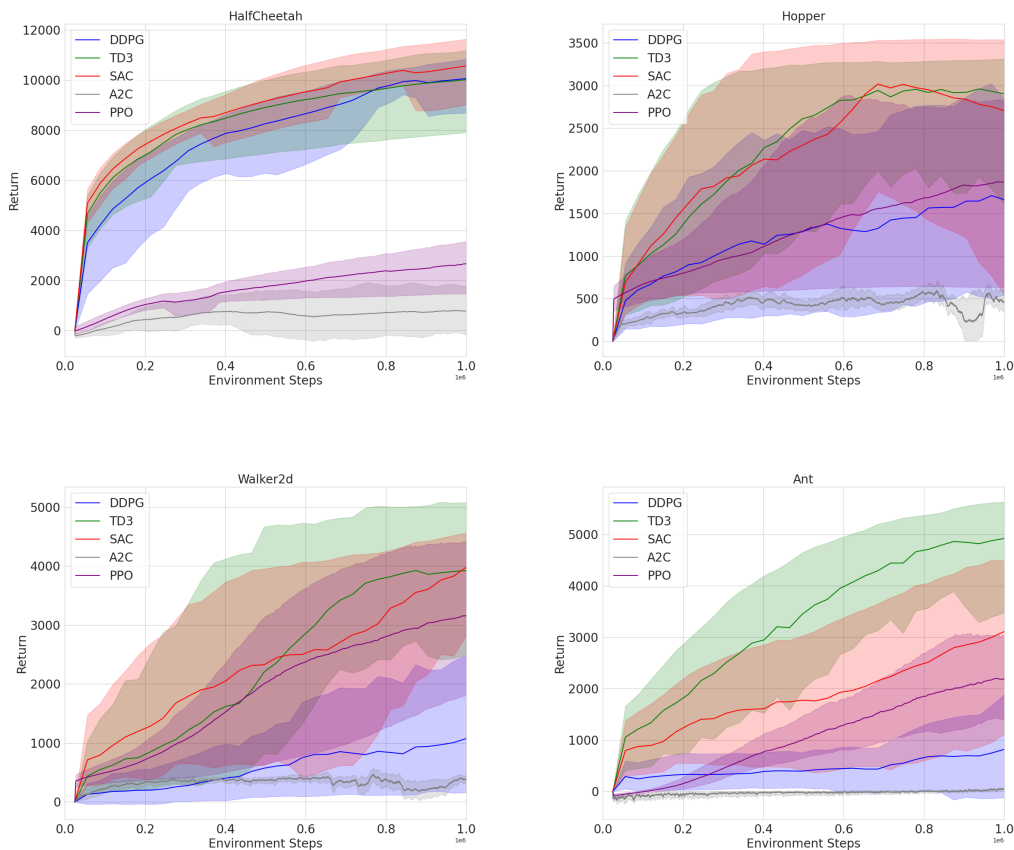 HalfCheetah
12000
10000
8000
6000
4000
2000
0
Return
DDPG
TD3
SAC
A2C
PPO
0.0 0.2 0.4 0.6 0.8 1.0
1e6
Environment Steps
Hopper
3500
3000
2500
2000
1500
1000
500
0
Return
DDPG
TD3
SAC
A2C
PPO
0.0 0.2 0.4 0.6 0.8 1.0
1e6
Environment Steps
Walker2d
5000
4000
3000
2000
1000
0
Return
DDPG
TD3
SAC
A2C
PPO
0.0 0.2 0.4 0.6 0.8 1.0
1e6
Environment Steps
Ant
5000
4000
3000
2000
1000
0
Return
DDPG
TD3
SAC
A2C
PPO
0.0 0.2 0.4 0.6 0.8 1.0
1e6
Environment Steps